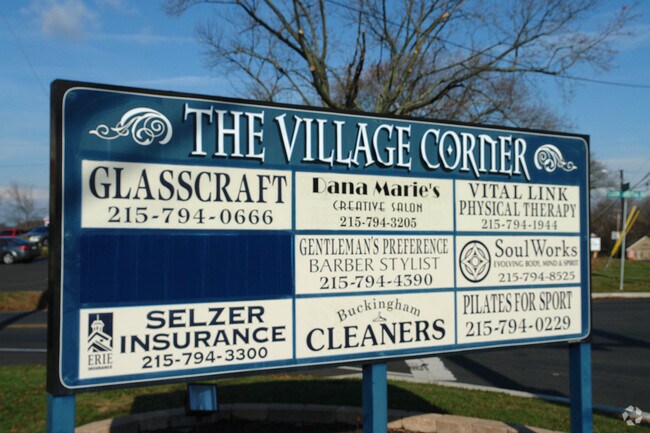 THE VILLAGE CORNER
GLASSCRAFT
215-794-0666
Dana Marie's
CREATIVE SALON
215-794-3205
VITAL LINK
PHYSICAL THERAPY
215-794-1944
GENTLEMAN'S PREFERENCE
BARBER STYLIST
215-794-4390
SoulWorks
EVOLVING BODY, MIND & SPIRIT
215-794-8525
ERIE
INSURANCE
SELZER
INSURANCE
215-794-3300
Buckingham
CLEANERS
PILATES FOR SPORT
215-794-0229